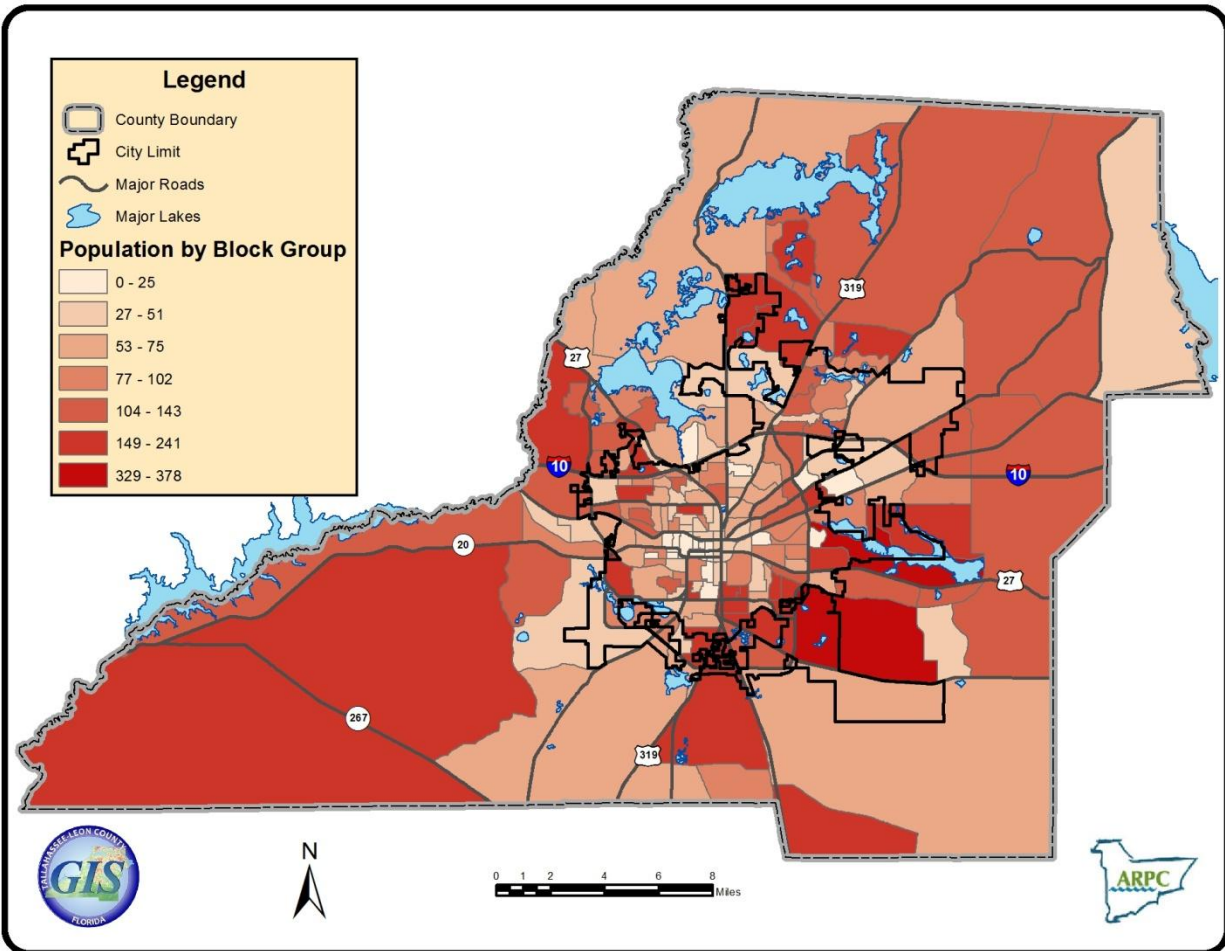 Legend
County Boundary
City Limit
Major Roads
Major Lakes
Population by Block Group
0 - 25
27 - 51
53 - 75
77 - 102
104 - 143
149 - 241
329 - 378
319
27
10
10
20
27
267
319
TALLAHASSEE-LEON COUNTY
GIS
FLORIDA
N
0 1 2 4 6 8
Miles
ARPC